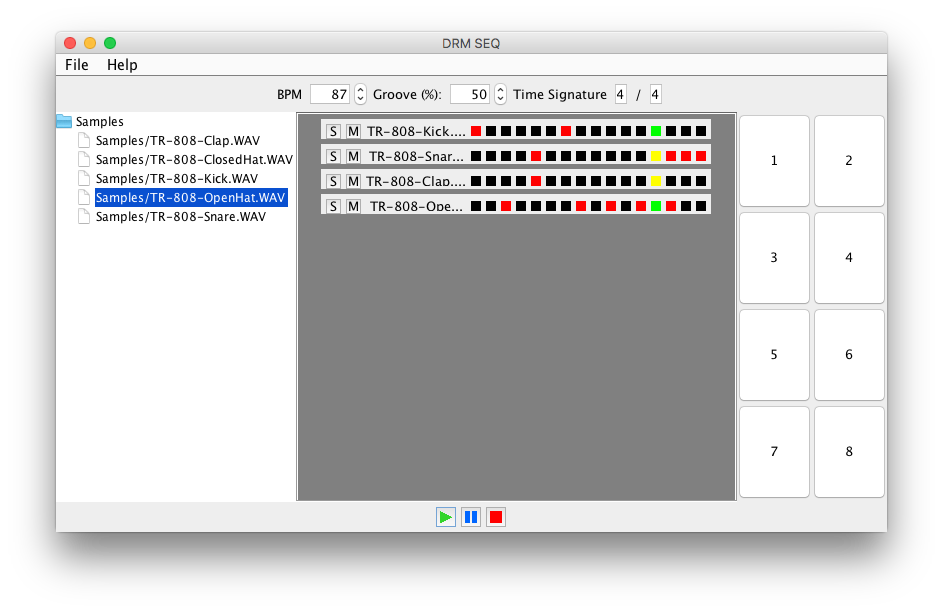 DRM SEQ
File Help
BPM 87 Groove (%): 50 Time Signature 4 / 4
Samples
Samples/TR-808-Clap.WAV
Samples/TR-808-ClosedHat.WAV
Samples/TR-808-Kick.WAV
Samples/TR-808-OpenHat.WAV
Samples/TR-808-Snare.WAV
S M TR-808-Kick....
S M TR-808-Snar...
S M TR-808-Clap....
S M TR-808-Ope...
1 2
3 4
5 6
7 8